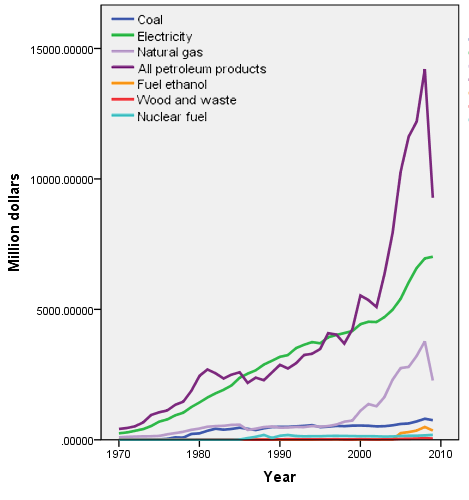 Coal
Electricity
Natural gas
All petroleum products
Fuel ethanol
Wood and waste
Nuclear fuel
15000.00000
10000.00000
5000.00000
.00000
Million dollars
1970 1980 1990 2000 2010
Year